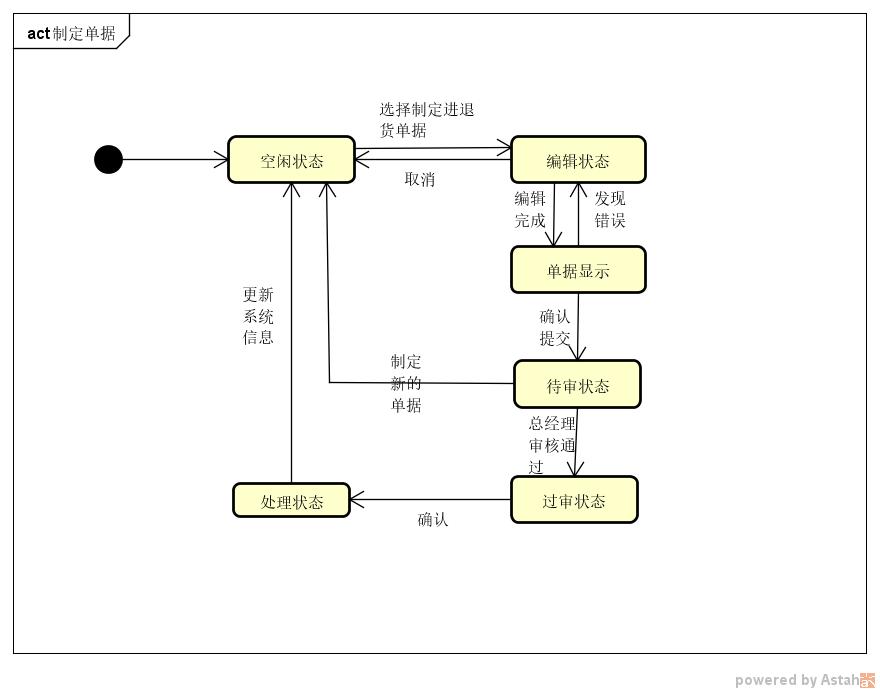 act 制定单据
选择制定进退
货单据
空闲状态
编辑状态
取消
编辑
完成
发现
错误
单据显示
更新
系统
信息
确认
提交
制定
新的
单据
待审状态
总经理
审核通
过
处理状态
过审状态
确认
powered by Astah